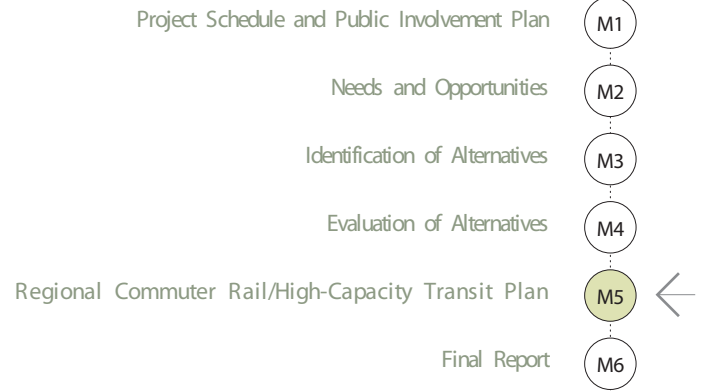 Project Schedule and Public Involvement Plan M1
Needs and Opportunities M2
Identification of Alternatives M3
Evaluation of Alternatives M4
Regional Commuter Rail/High-Capacity Transit Plan M5
Final Report M6